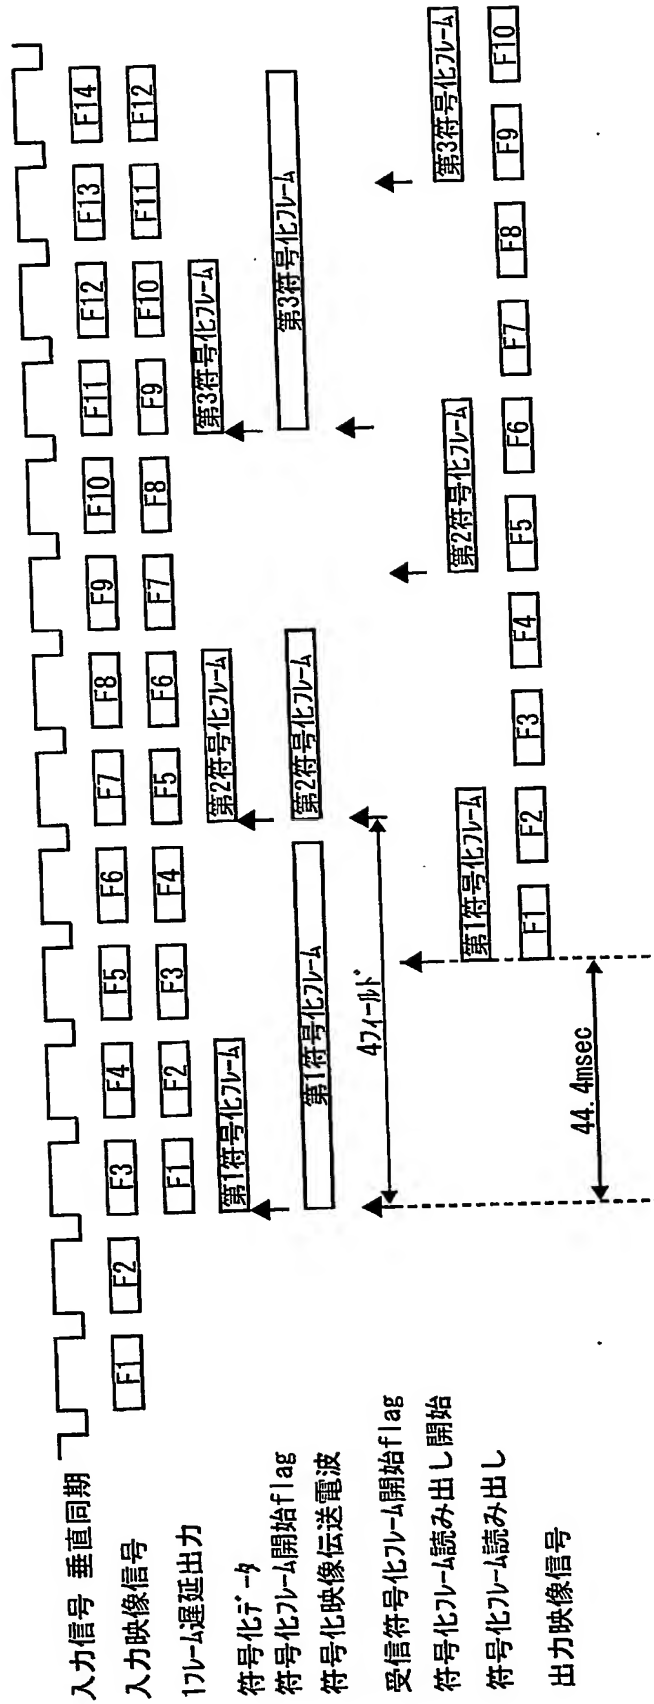 入力信号 垂直同期
入力映像信号
F1 F2 F3 F4 F5 F6 F7 F8 F9 F10 F11 F12 F13 F14
1フレーム遅延出力
F1 F2 F3 F4 F5 F6 F7 F8 F9 F10 F11 F12
符号化データ
第1符号化フレーム 第2符号化フレーム 第3符号化フレーム
符号化フレーム開始flag
符号化映像伝送電波
第1符号化フレーム 第2符号化フレーム 第3符号化フレーム
受信符号化フレーム開始flag
4フィールド
符号化フレーム読み出し開始
符号化フレーム読み出し
第1符号化フレーム 第2符号化フレーム 第3符号化フレーム
出力映像信号
F1 F2 F3 F4 F5 F6 F7 F8 F9 F10
44.4msec